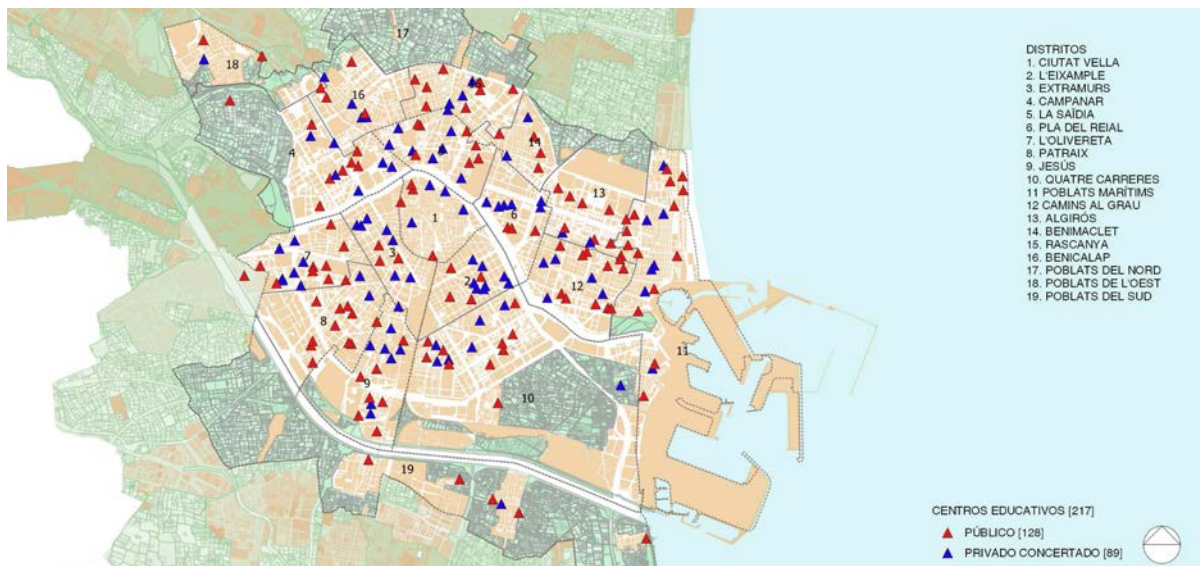 17
18
16
14
4
13
1
6
7
3
2
12
8
11
9
10
19
DISTRITOS
1. CIUTAT VELLA
2. L'EIXAMPLE
3. EXTRAMURS
4. CAMPANAR
5. LA SAÏDIA
6. PLA DEL REIAL
7. L'OLIVERETA
8. PATRAIX
9. JESÚS
10. QUATRE CARRERES
11 POBLATS MARÍTIMS
12 CAMINS AL GRAU
13. ALGIRÓS
14. BENIMACLET
15. RASCANYA
16. BENICALAP
17. POBLATS DEL NORD
18. POBLATS DE L'OEST
19. POBLATS DEL SUD
CENTROS EDUCATIVOS [217]
PÚBLICO [128]
PRIVADO CONCERTADO [89]